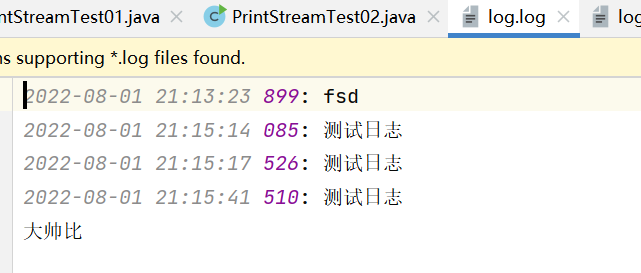 ntStreamTest01.java
PrintStreamTest02.java
log.log
log
ns supporting *.log files found.
2022-08-01 21:13:23 899: fsd
2022-08-01 21:15:14 085: 测试日志
2022-08-01 21:15:17 526: 测试日志
2022-08-01 21:15:41 510: 测试日志
大帅比